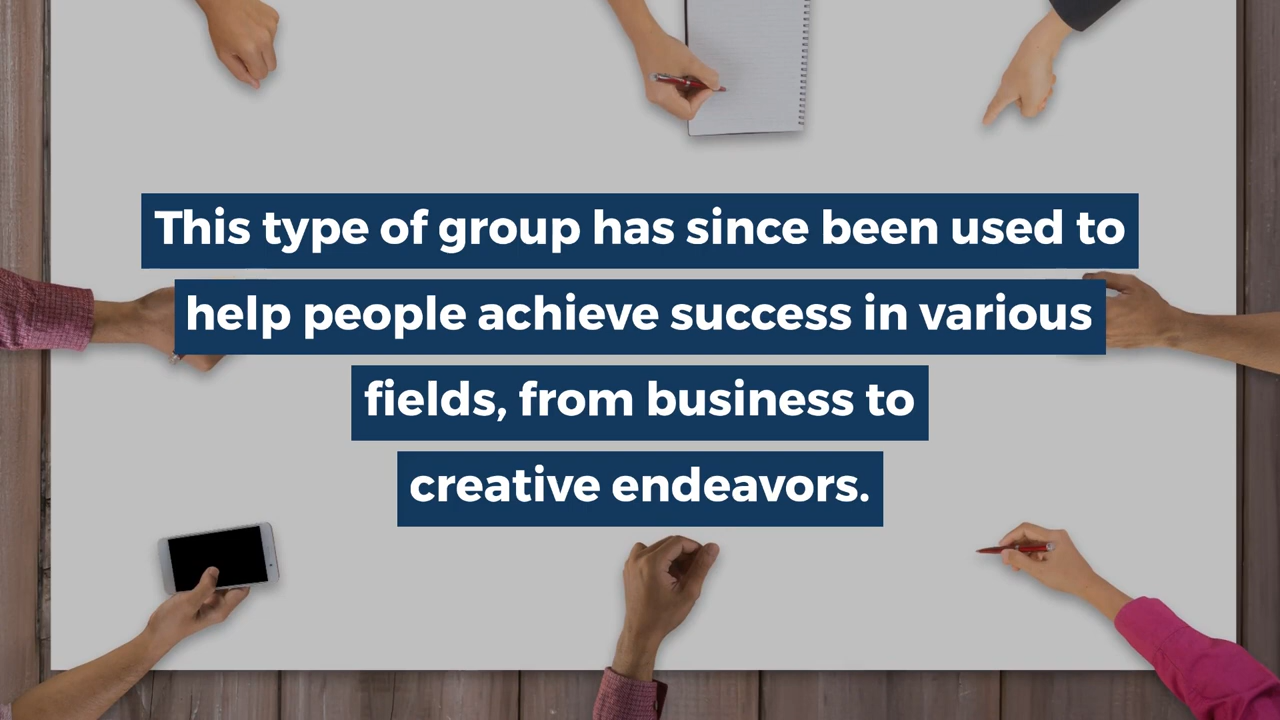 This type of group has since been used to
help people achieve success in various
fields, from business to
creative endeavors.